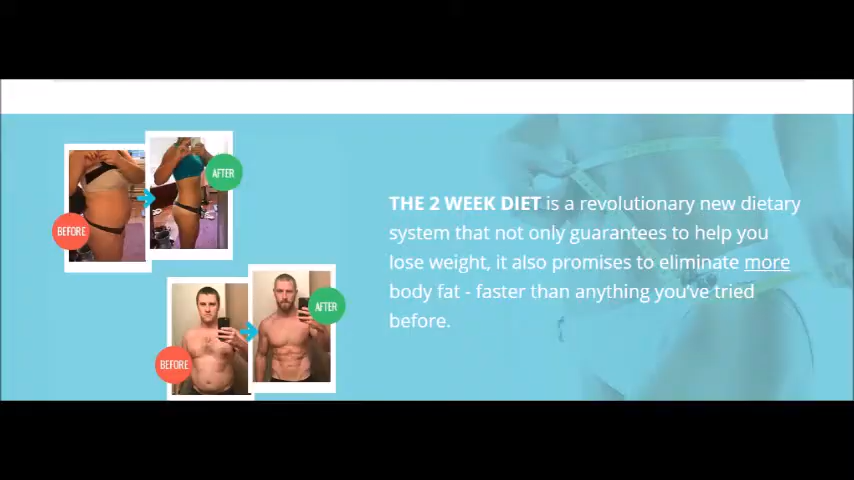 AFTER
BEFORE
AFTER
BEFORE
THE 2 WEEK DIET is a revolutionary new dietary
system that not only guarantees to help you
lose weight, it also promises to eliminate more
body fat - faster than anything you've tried
before.